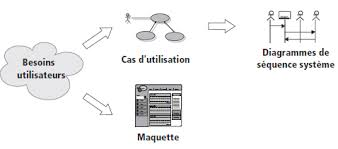 Besoins
utilisateurs
Cas d'utilisation
Diagrammes de
séquence système
Maquette